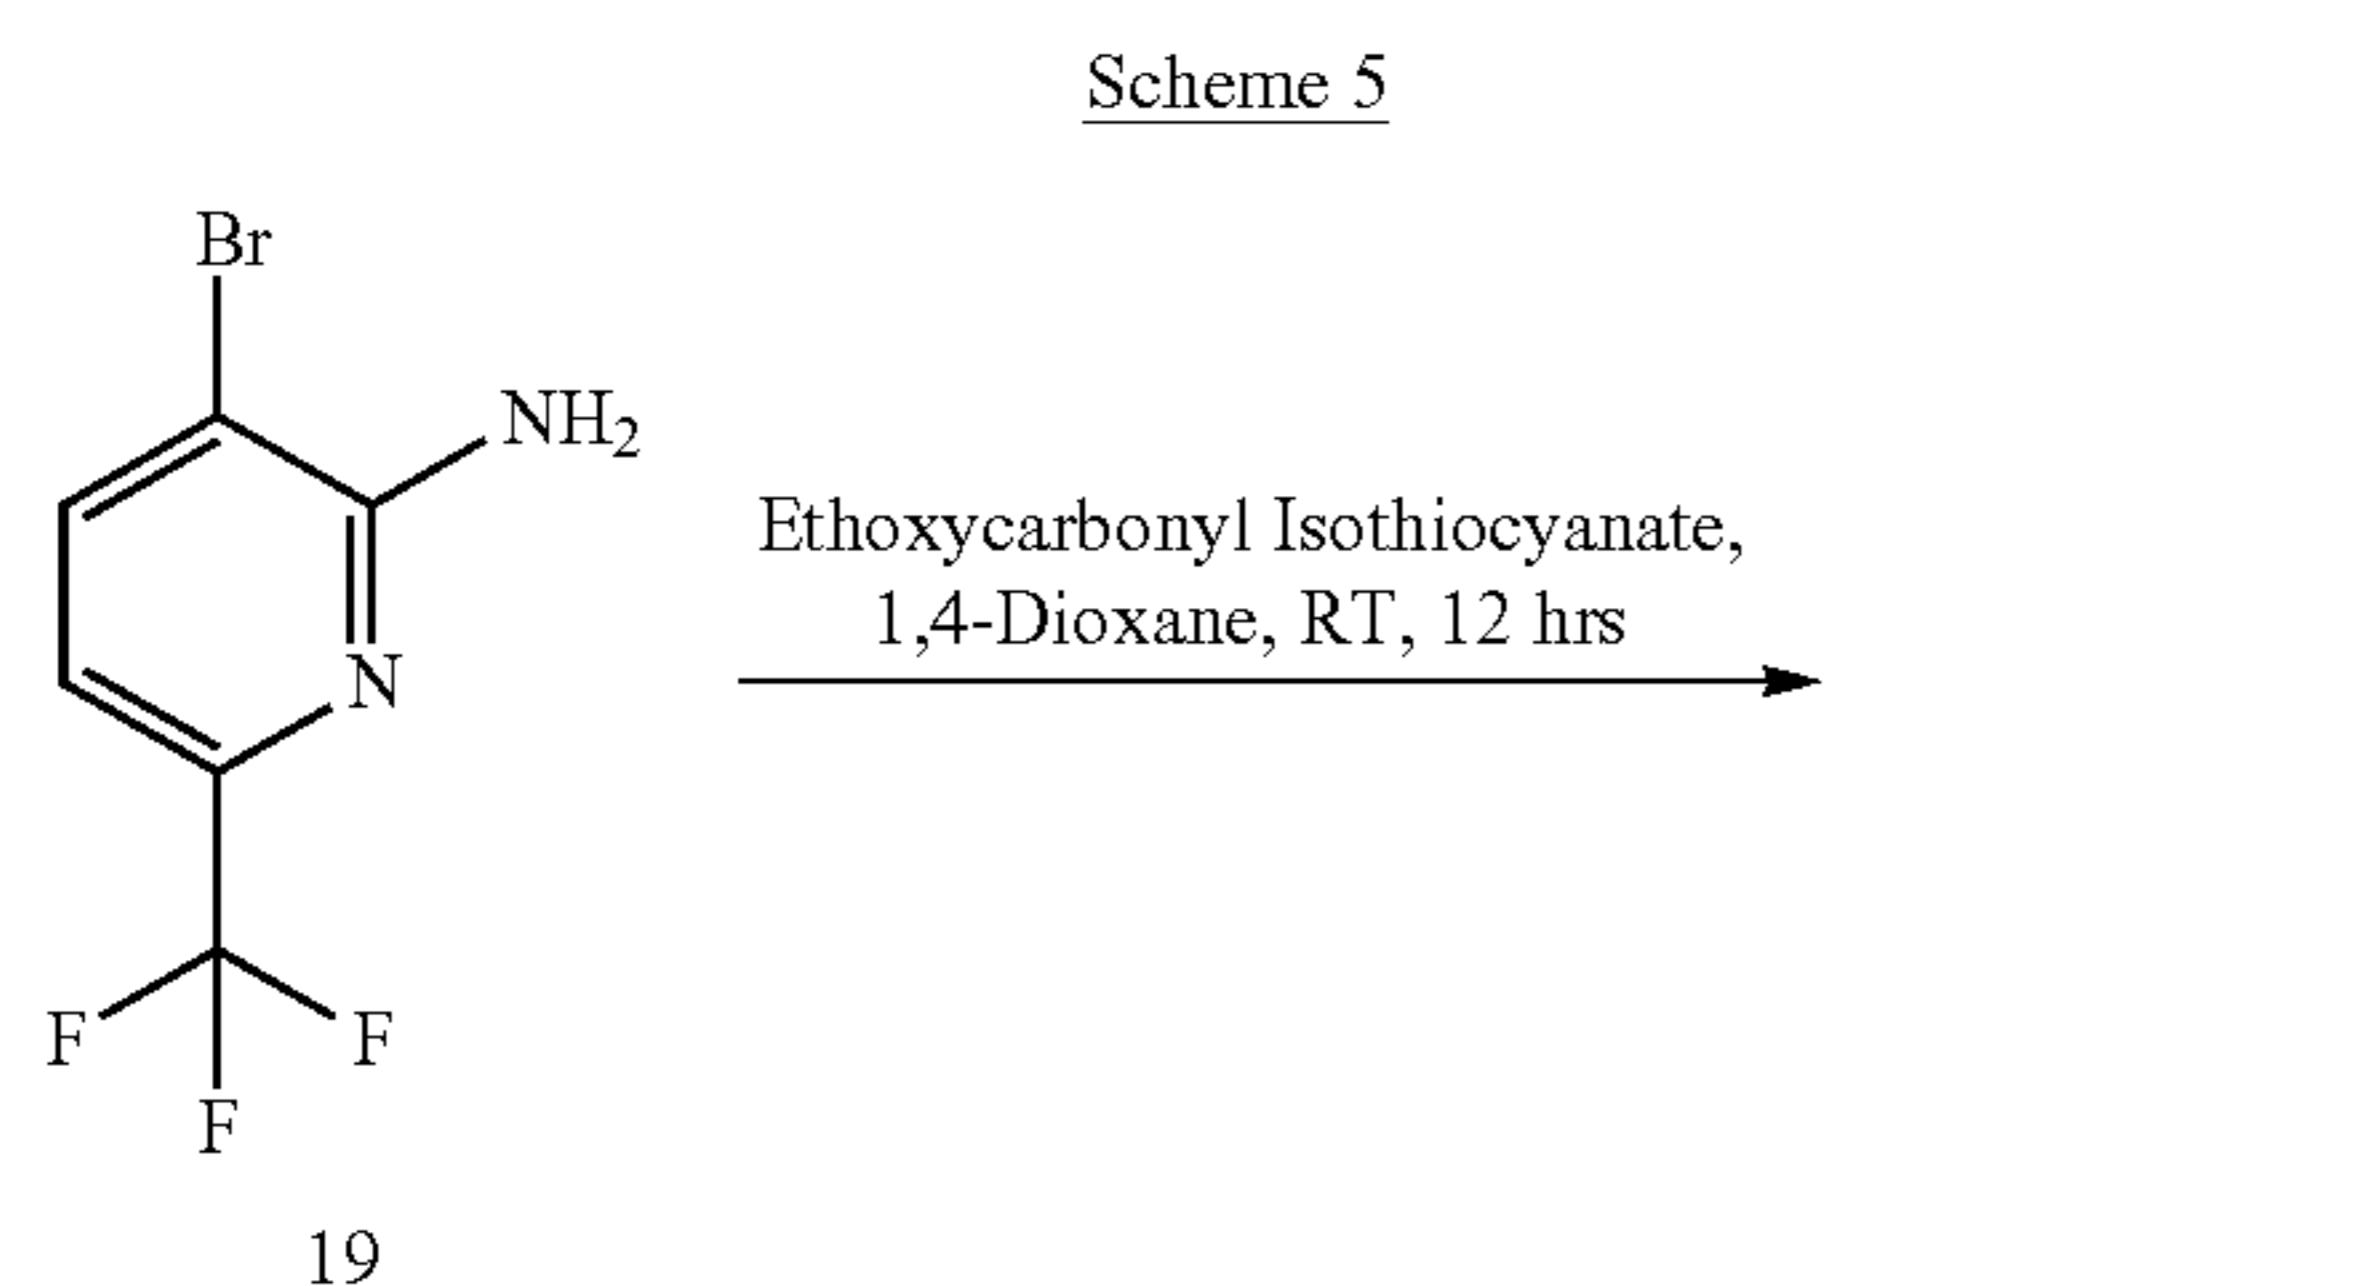 Scheme 5
Br
NH2
Ethoxycarbonyl Isothiocyanate,
1,4-Dioxane, RT, 12 hrs
N
F
F
F
19